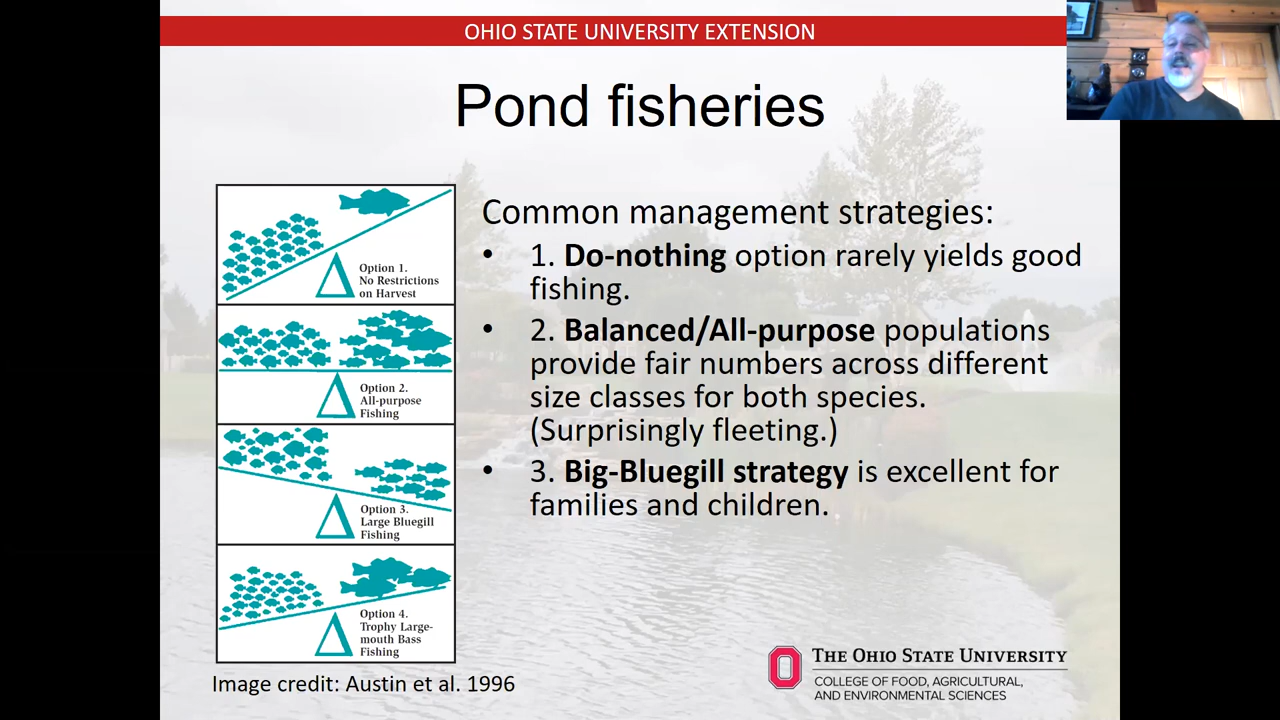 OHIO STATE UNIVERSITY EXTENSION
Pond fisheries
Option 1.
No Restrictions
on Harvest
Option 2.
All-purpose
Fishing
Option 3.
Large Bluegill
Fishing
Option 4.
Trophy Large-
mouth Bass
Fishing
Image credit: Austin et al. 1996
Common management strategies:
• 1. Do-nothing option rarely yields good
fishing.
• 2. Balanced/All-purpose populations
provide fair numbers across different
size classes for both species.
(Surprisingly fleeting.)
• 3. Big-Bluegill strategy is excellent for
families and children.
THE OHIO STATE UNIVERSITY
COLLEGE OF FOOD, AGRICULTURAL,
AND ENVIRONMENTAL SCIENCES